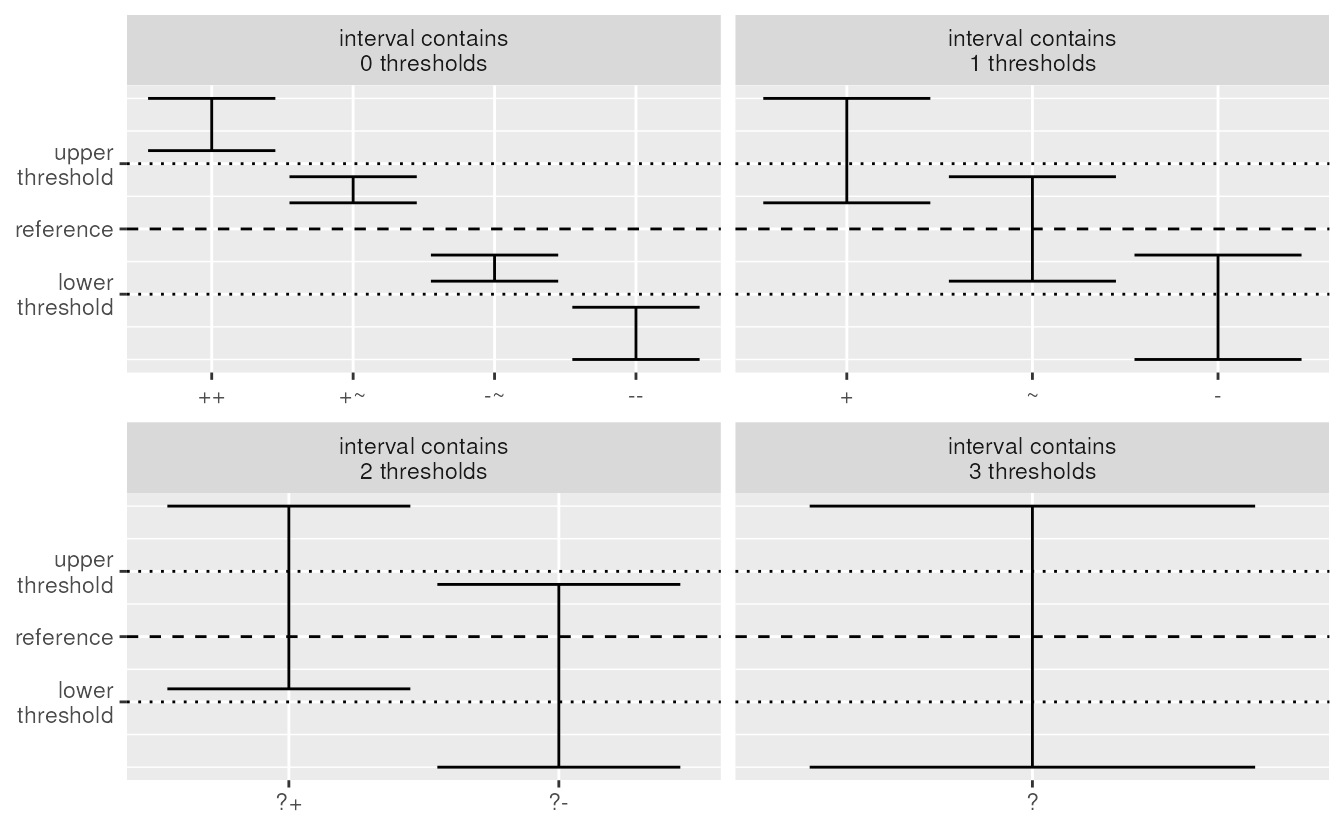 interval contains
0 thresholds
interval contains
1 thresholds
upper
threshold
reference
lower
threshold
++ +~ -~ --
+ ~ -
interval contains
2 thresholds
interval contains
3 thresholds
upper
threshold
reference
lower
threshold
?+ ?-
?